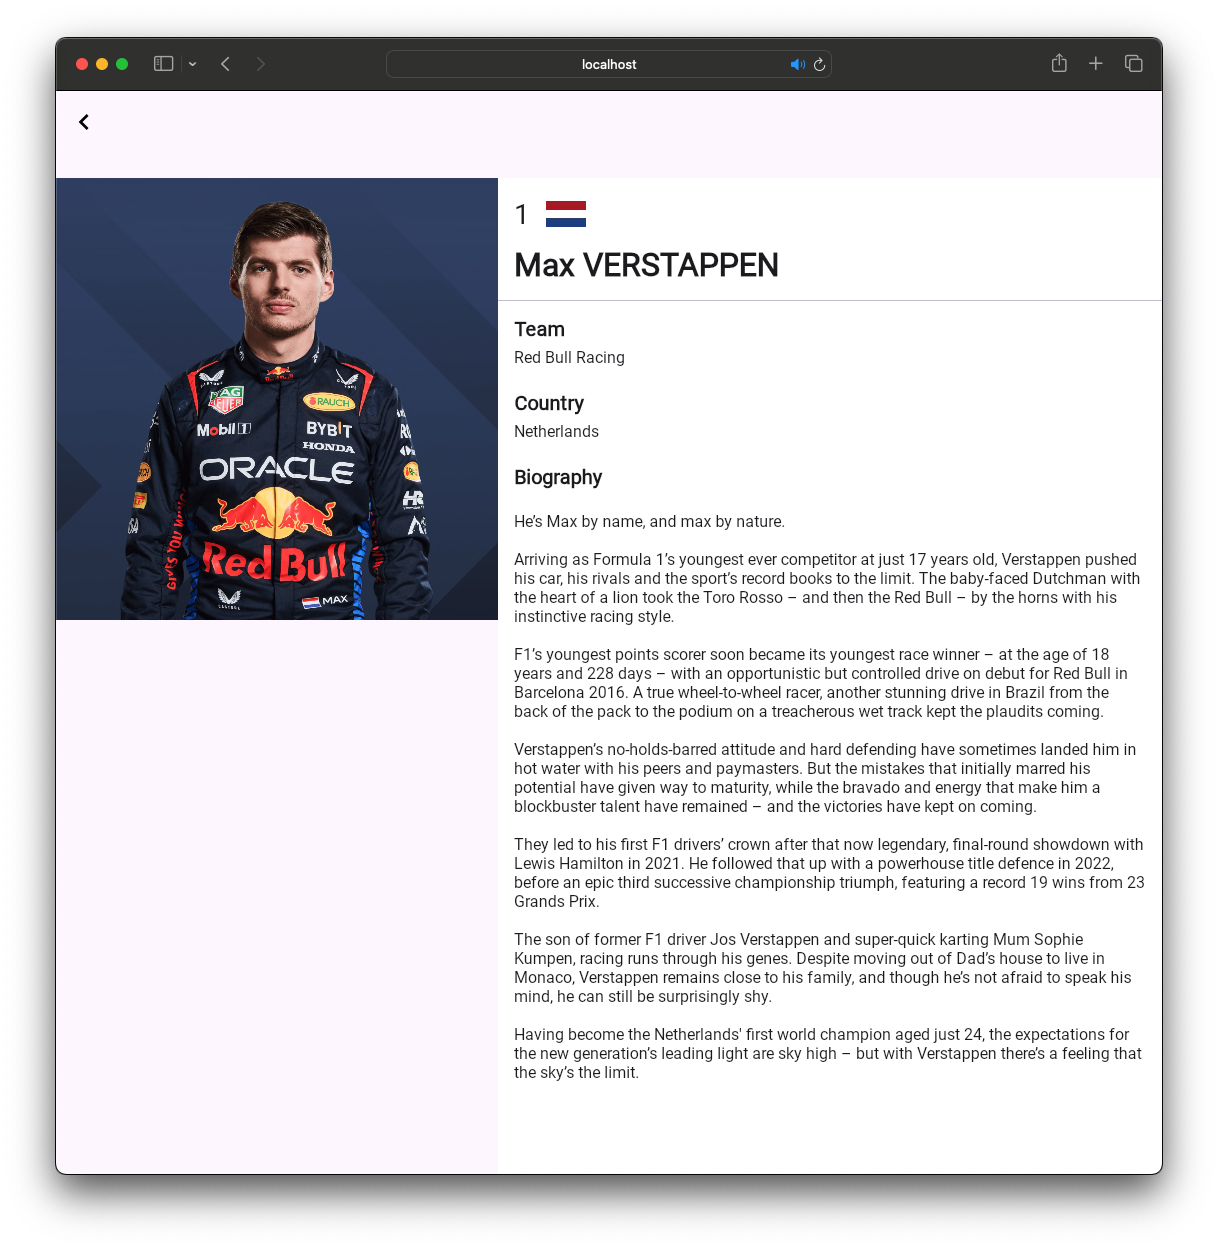 localhost
1
Max VERSTAPPEN
Team
Red Bull Racing
Country
Netherlands
Biography
He’s Max by name, and max by nature.
Arriving as Formula 1’s youngest ever competitor at just 17 years old, Verstappen pushed
his car, his rivals and the sport’s record books to the limit. The baby-faced Dutchman with
the heart of a lion took the Toro Rosso – and then the Red Bull – by the horns with his
instinctive racing style.
F1’s youngest points scorer soon became its youngest race winner – at the age of 18
years and 228 days – with an opportunistic but controlled drive on debut for Red Bull in
Barcelona 2016. A true wheel-to-wheel racer, another stunning drive in Brazil from the
back of the pack to the podium on a treacherous wet track kept the plaudits coming.
Verstappen’s no-holds-barred attitude and hard defending have sometimes landed him in
hot water with his peers and paymasters. But the mistakes that initially marred his
potential have given way to maturity, while the bravado and energy that make him a
blockbuster talent have remained – and the victories have kept on coming.
They led to his first F1 drivers’ crown after that now legendary, final-round showdown with
Lewis Hamilton in 2021. He followed that up with a powerhouse title defence in 2022,
before an epic third successive championship triumph, featuring a record 19 wins from 23
Grands Prix.
The son of former F1 driver Jos Verstappen and super-quick karting Mum Sophie
Kumpen, racing runs through his genes. Despite moving out of Dad’s house to live in
Monaco, Verstappen remains close to his family, and though he’s not afraid to speak his
mind, he can still be surprisingly shy.
Having become the Netherlands' first world champion aged just 24, the expectations for
the new generation’s leading light are sky high – but with Verstappen there’s a feeling that
the sky’s the limit.
TAG
HEUER
RAUCH
Mobil 1
BYBIT
HONDA
ORACLE
Red Bull
GIVES YOU
CASTORE
MAX